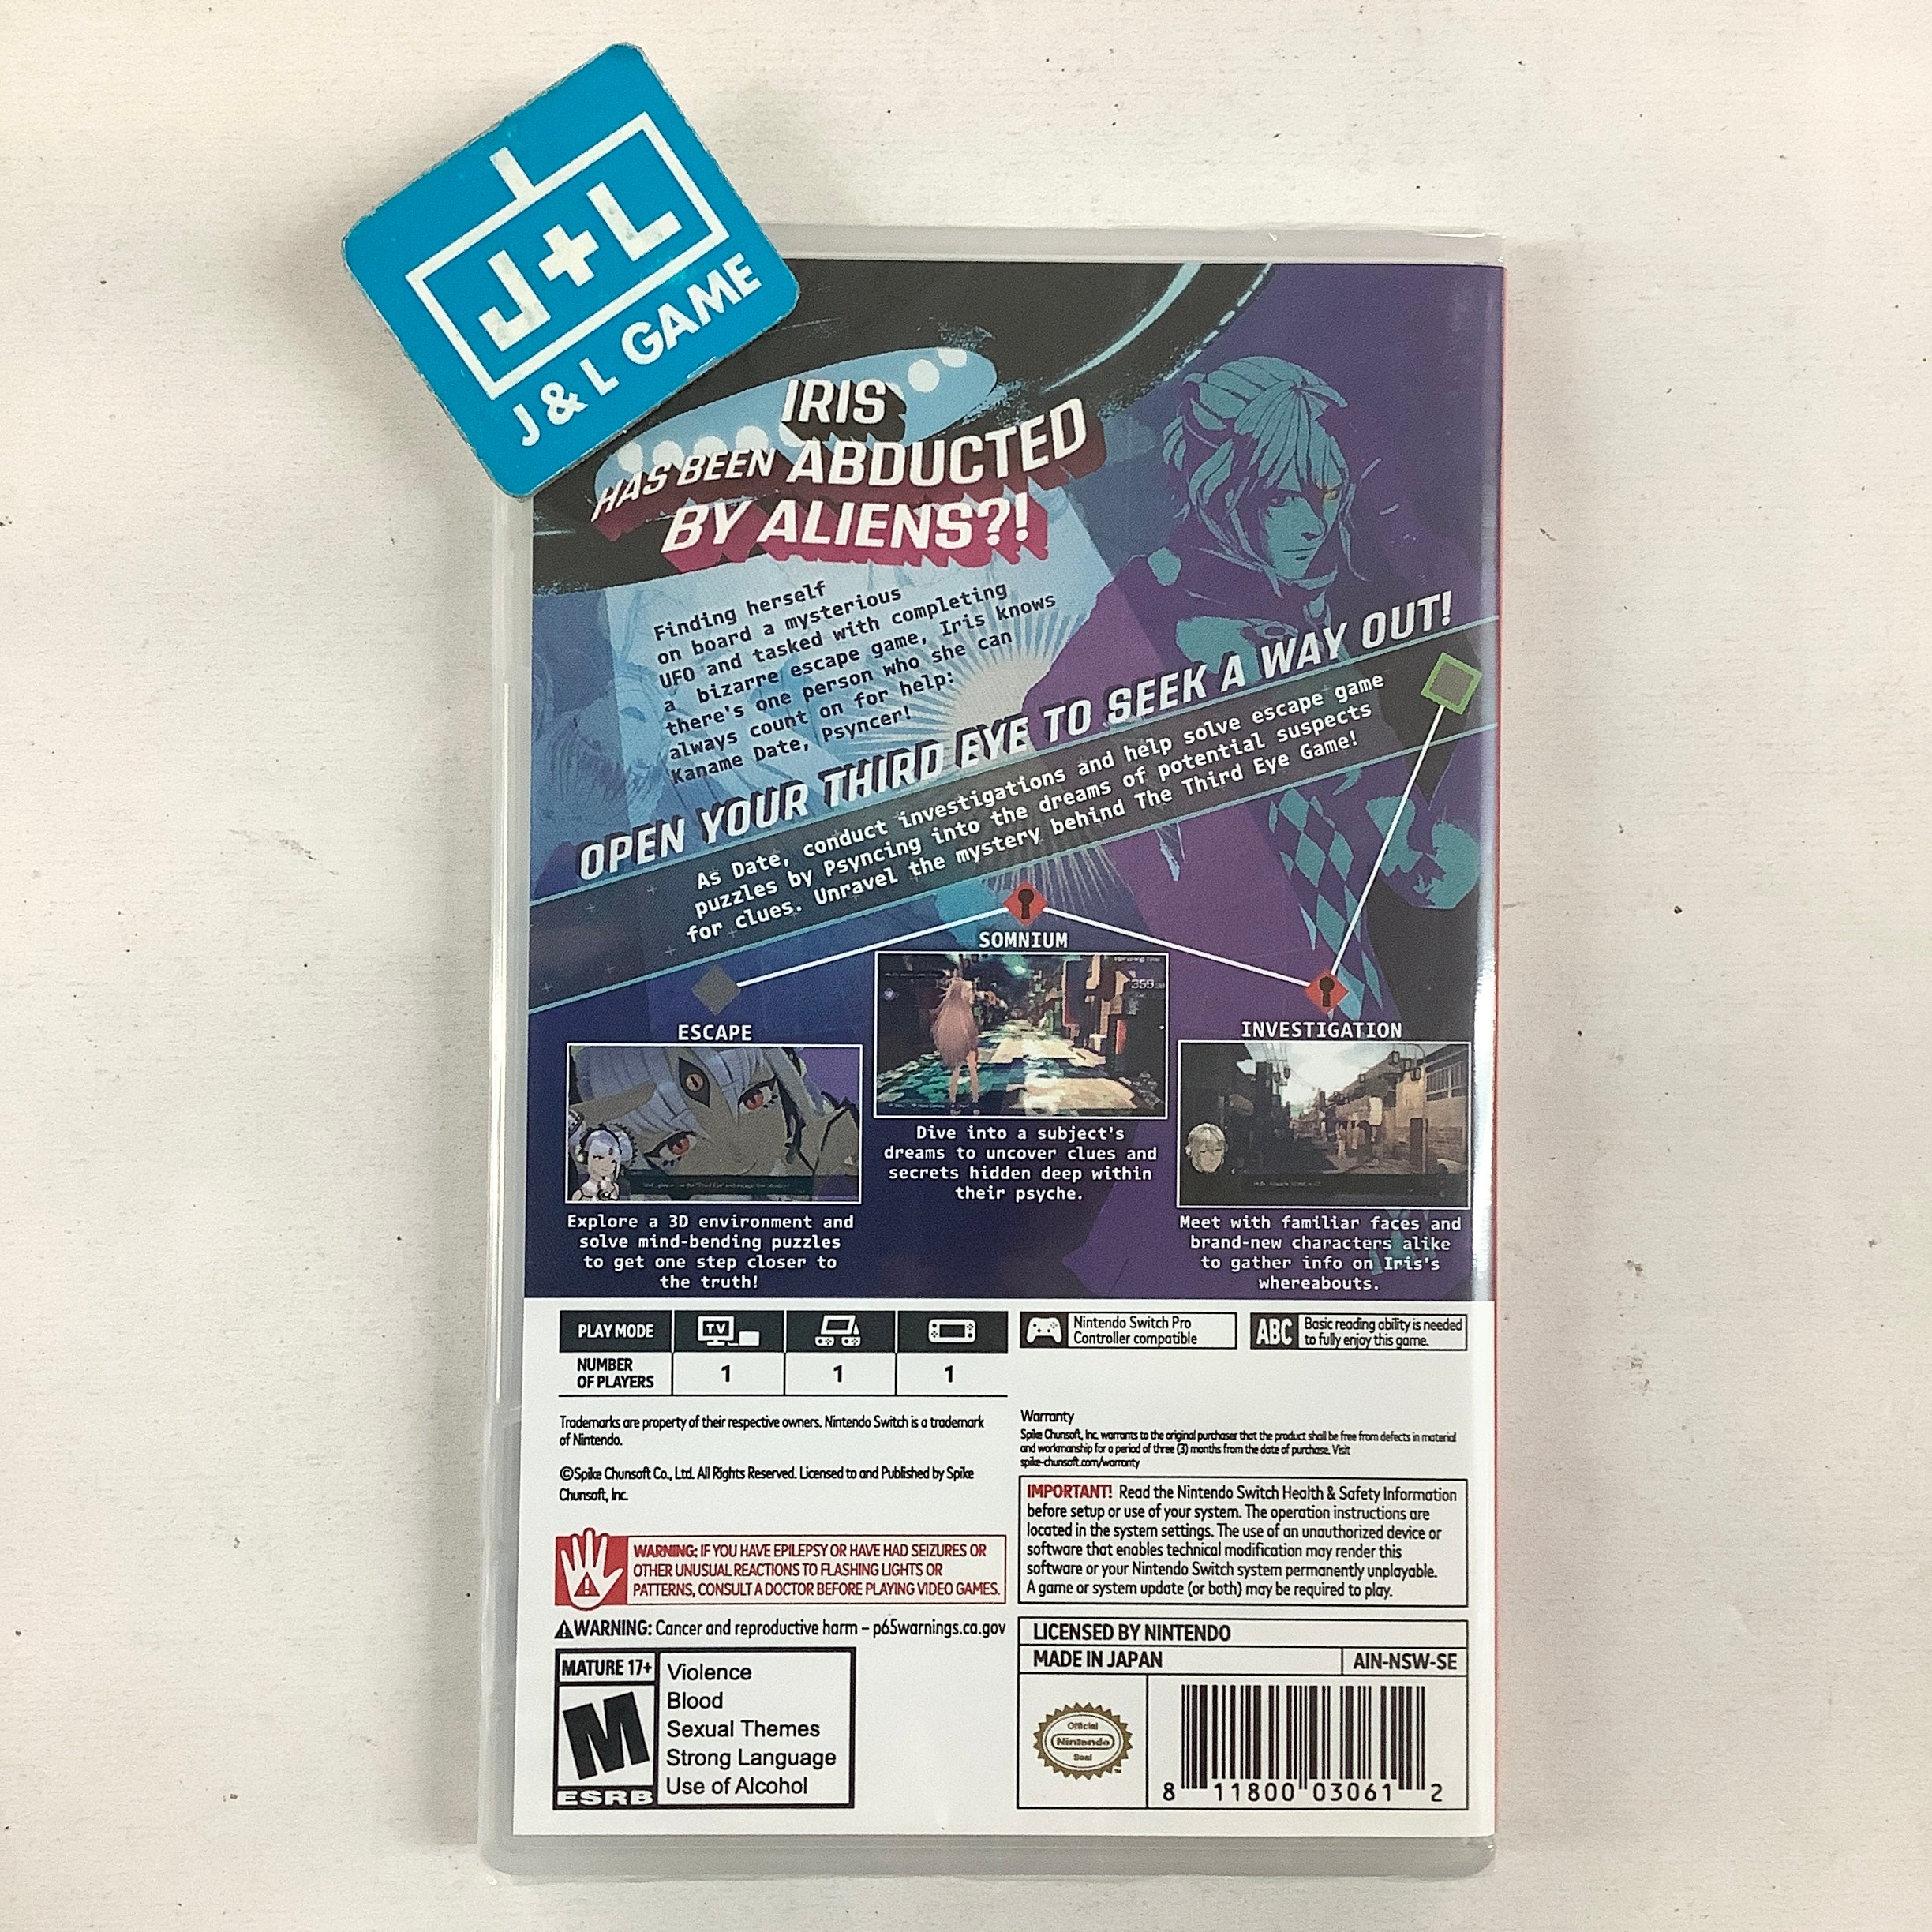 J+L
J & L GAME
IRIS
HAS BEEN ABDUCTED
BY ALIENS?!
Finding herself
on board a mysterious
UFO and tasked with completing
a bizarre escape game, Iris knows
there's one person who she can
always count on for help:
Kaname Date, Psyncer!
OPEN YOUR THIRD EYE TO SEEK A WAY OUT!
As Date, conduct investigations and help solve escape game
puzzles by Psyncing into the dreams of potential suspects
for clues. Unravel the mystery behind The Third Eye Game!
ESCAPE
Explore a 3D environment and
solve mind-bending puzzles
to get one step closer to
the truth!
SOMNIUM
Dive into a subject's
dreams to uncover clues and
secrets hidden deep within
their psyche.
INVESTIGATION
Meet with familiar faces and
brand-new characters alike
to gather info on Iris's
whereabouts.
PLAY MODE
TV
NUMBER
OF PLAYERS
1 1 1
Nintendo Switch Pro
Controller compatible
ABC
Basic reading ability is needed
to fully enjoy this game.
Trademarks are property of their respective owners. Nintendo Switch is a trademark
of Nintendo.
©Spike Chunsoft Co., Ltd. All Rights Reserved. Licensed to and Published by Spike
Chunsoft, Inc.
Warranty
Spike Chunsoft, Inc. warrants to the original purchaser that the product shall be free from defects in material
and workmanship for a period of three (3) months from the date of purchase. Visit
spike-chunsoft.com/warranty
IMPORTANT! Read the Nintendo Switch Health & Safety Information
before setup or use of your system. The operation instructions are
located in the system settings. The use of an unauthorized device or
software that enables technical modification may render this
software or your Nintendo Switch system permanently unplayable.
A game or system update (or both) may be required to play.
WARNING: IF YOU HAVE EPILEPSY OR HAVE HAD SEIZURES OR
OTHER UNUSUAL REACTIONS TO FLASHING LIGHTS OR
PATTERNS, CONSULT A DOCTOR BEFORE PLAYING VIDEO GAMES.
WARNING: Cancer and reproductive harm – p65warnings.ca.gov
MATURE 17+
M
ESRB
Violence
Blood
Sexual Themes
Strong Language
Use of Alcohol
LICENSED BY NINTENDO
MADE IN JAPAN
AIN-NSW-SE
Official
Nintendo
Seal
8 11800 03061 2